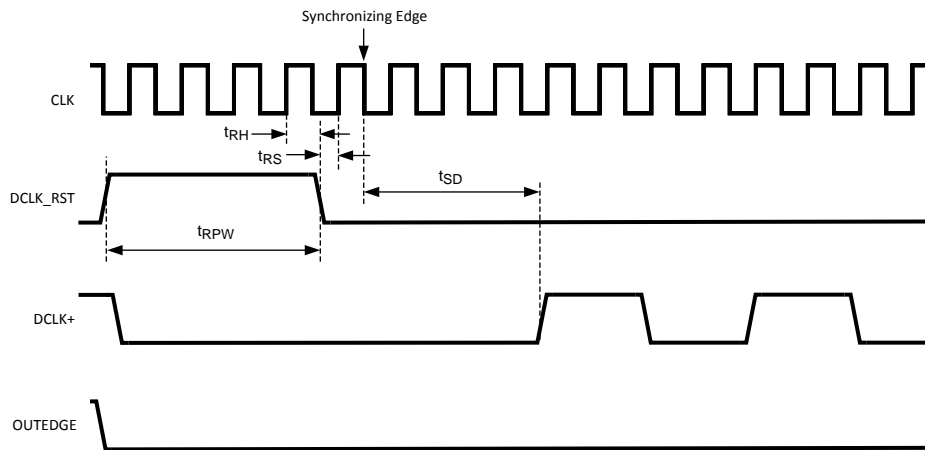 Synchronizing Edge
CLK
tRH
tRS
tSD
DCLK_RST
tRPW
DCLK+
OUTEDGE